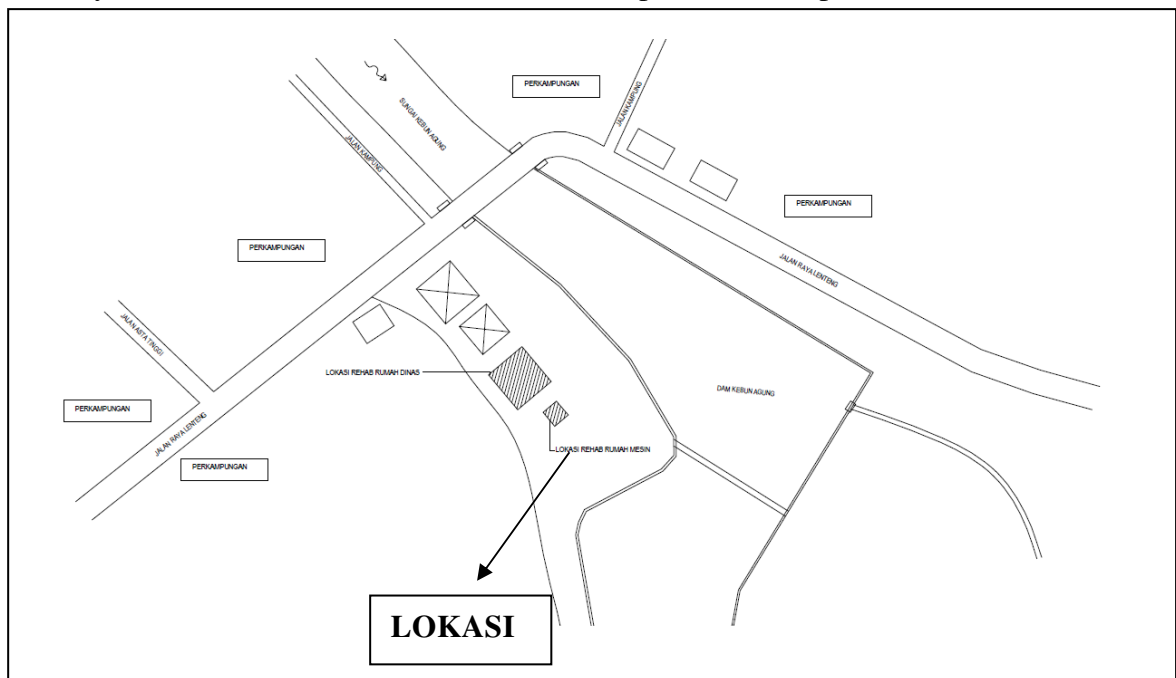 PERKAMPUNGAN
JALAN KAMPUNG
SUNGAI KEBUN AGUNG
JALAN KAMPUNG
PERKAMPUNGAN
PERKAMPUNGAN
JALAN RAYA LENTENG
JALAN ASTA TINGGI
LOKASI REHAB RUMAH DINAS
DAM KEBUN AGUNG
PERKAMPUNGAN
JALAN RAYA LENTENG
LOKASI REHAB RUMAH MESIN
PERKAMPUNGAN
LOKASI